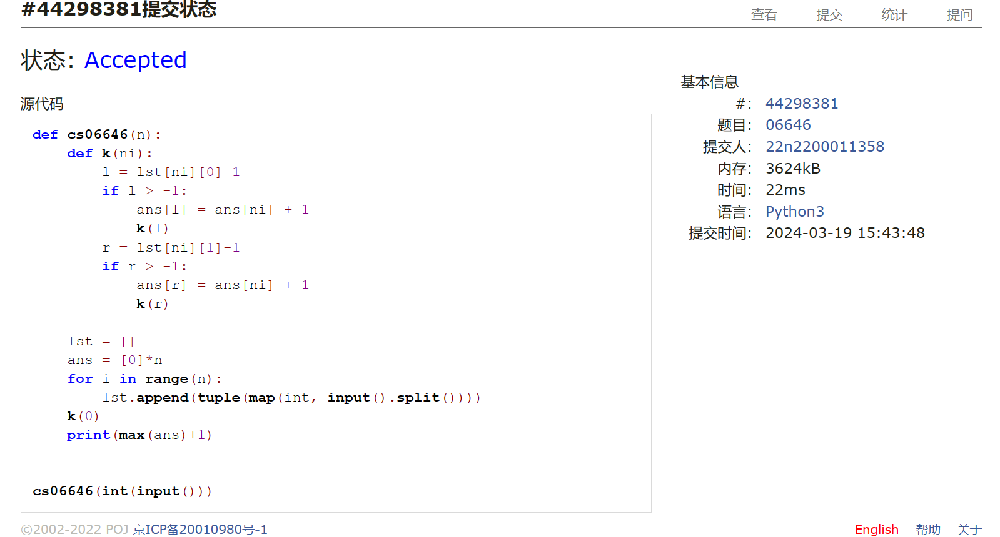 #44298381提交状态
查看 提交 统计 提问
状态: Accepted
源代码
def cs06646(n):
    def k(ni):
        l = lst[ni][0]-1
        if l > -1:
            ans[l] = ans[ni] + 1
            k(l)
        r = lst[ni][1]-1
        if r > -1:
            ans[r] = ans[ni] + 1
            k(r)

    lst = []
    ans = [0]*n
    for i in range(n):
        lst.append(tuple(map(int, input().split())))
    k(0)
    print(max(ans)+1)


cs06646(int(input()))
基本信息
#: 44298381
题目: 06646
提交人: 22n2200011358
内存: 3624kB
时间: 22ms
语言: Python3
提交时间: 2024-03-19 15:43:48
©2002-2022 POJ 京ICP备20010980号-1
English 帮助 关于